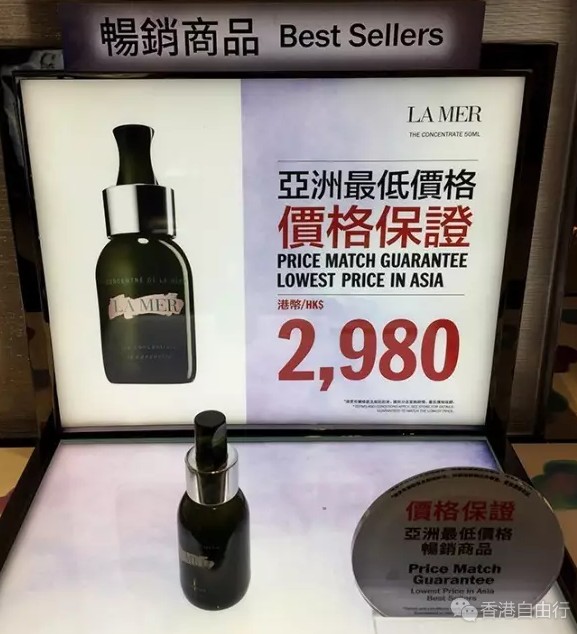 暢銷商品 Best Sellers
LA MER
THE CONCENTRATE 50ML
亞洲最低價格
價格保證
PRICE MATCH GUARANTEE
LOWEST PRICE IN ASIA
港幣/HK$
2,980
LA MER
價格保證
亞洲最低價格
暢銷商品
Price Match
Guarantee
Lowest Price in Asia
Best Sellers
香港自由行